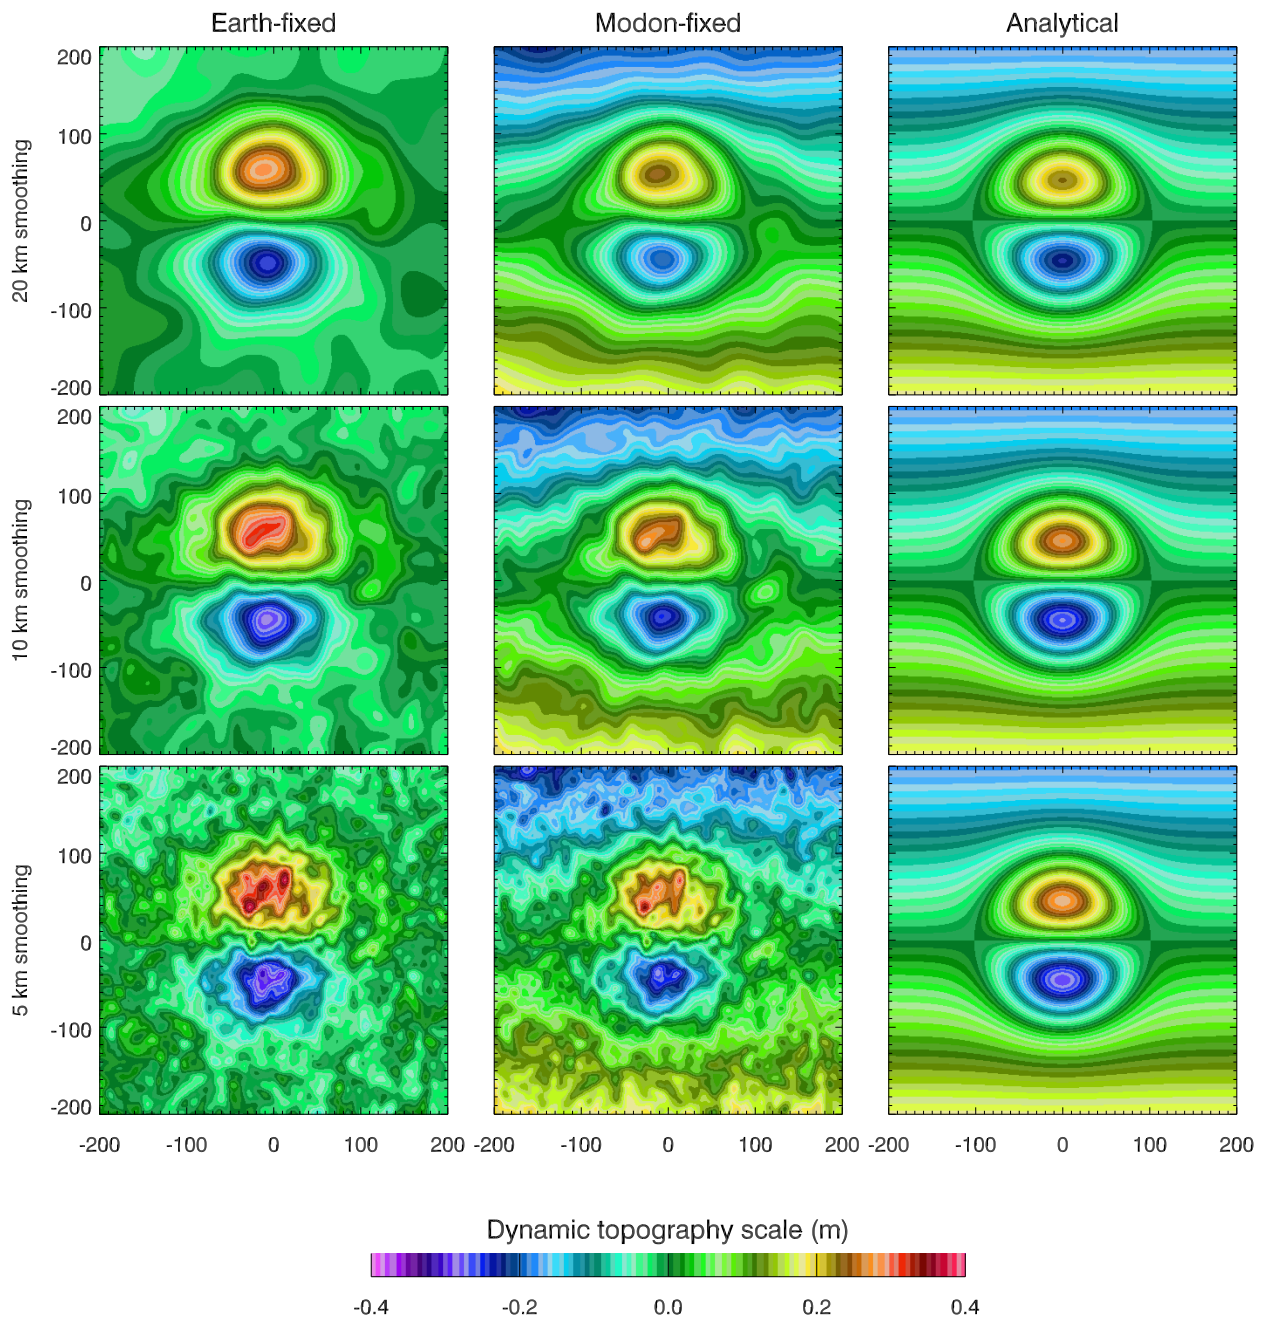 Earth-fixed Modon-fixed Analytical
20 km smoothing
200
100
0
-100
-200
10 km smoothing
200
100
0
-100
-200
5 km smoothing
200
100
0
-100
-200
-200 -100 0 100 200 -200 -100 0 100 200 -200 -100 0 100 200
Dynamic topography scale (m)
-0.4 -0.2 0.0 0.2 0.4